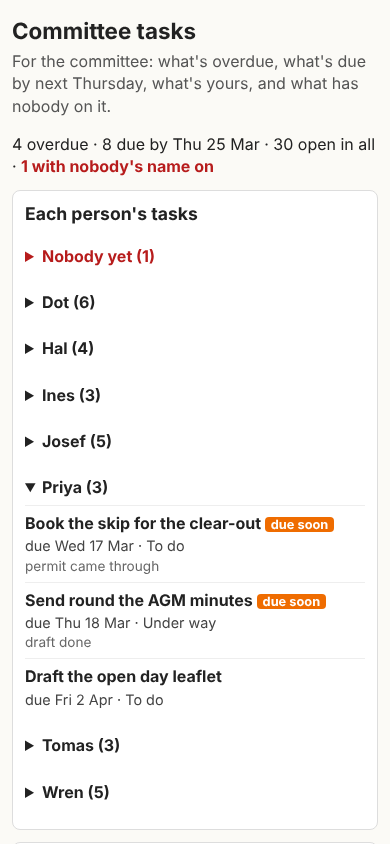 Committee tasks
For the committee: what's overdue, what's due
by next Thursday, what's yours, and what has
nobody on it.
4 overdue · 8 due by Thu 25 Mar · 30 open in all
· 1 with nobody's name on
Each person's tasks
Nobody yet (1)
Dot (6)
Hal (4)
Ines (3)
Josef (5)
Priya (3)
Book the skip for the clear-out due soon
due Wed 17 Mar · To do
permit came through
Send round the AGM minutes due soon
due Thu 18 Mar · Under way
draft done
Draft the open day leaflet
due Fri 2 Apr · To do
Tomas (3)
Wren (5)